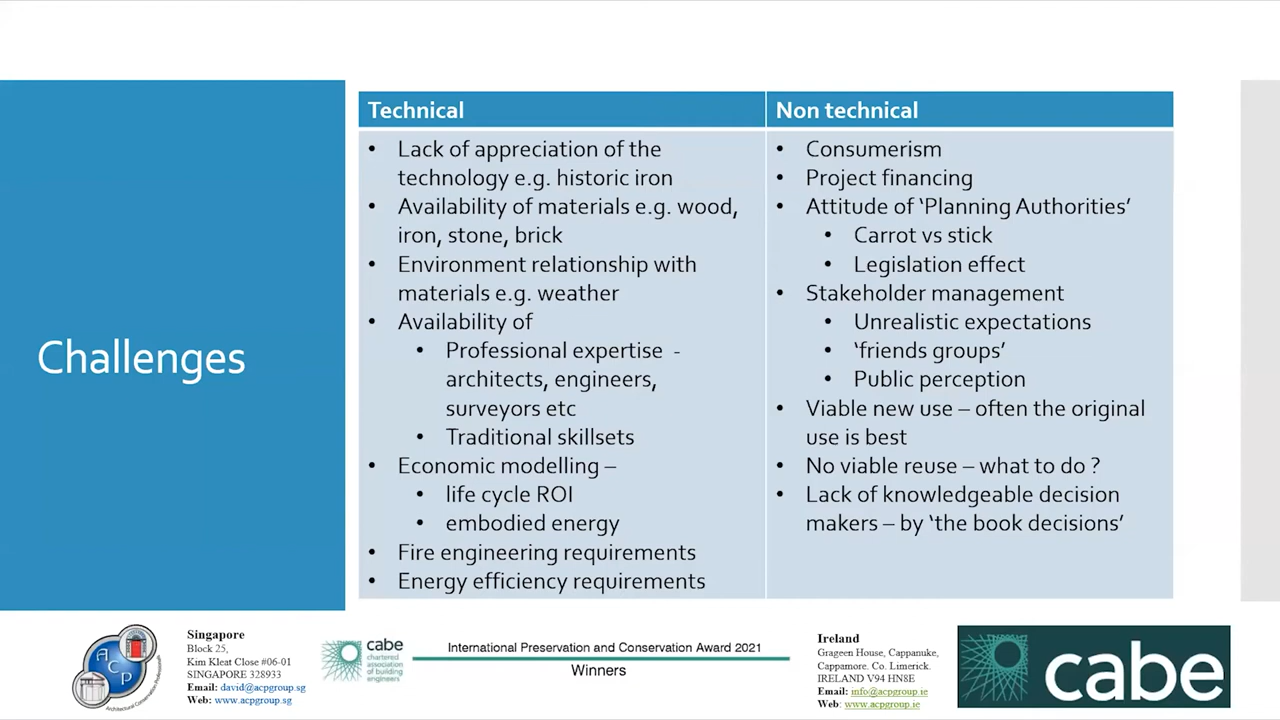 Challenges
Technical
Lack of appreciation of the
technology e.g. historic iron
Availability of materials e.g. wood,
iron, stone, brick
Environment relationship with
materials e.g. weather
Availability of
Professional expertise -
architects, engineers,
surveyors etc
Traditional skillsets
Economic modelling –
life cycle ROI
embodied energy
Fire engineering requirements
Energy efficiency requirements
Non technical
Consumerism
Project financing
Attitude of ‘Planning Authorities’
Carrot vs stick
Legislation effect
Stakeholder management
Unrealistic expectations
‘friends groups’
Public perception
Viable new use – often the original
use is best
No viable reuse – what to do ?
Lack of knowledgeable decision
makers – by ‘the book decisions’
A C P
Singapore
Block 25,
Kim Kleat Close #06-01
SINGAPORE 328933
Email: david@acpgroup.sg
Web: www.acpgroup.sg
cabe
chartered
association of
building
engineers
International Preservation and Conservation Award 2021
Winners
Ireland
Grageen House, Cappanuke,
Cappamore. Co. Limerick.
IRELAND V94 HN8E
Email: info@acpgroup.ie
Web: www.acpgroup.ie
cabe